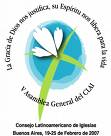 La Gracia de Dios nos justifica, su Espíritu nos libera para la vida
V Asamblea General del CLAI
Consejo Latinoamericano de Iglesias
Buenos Aires, 19-25 de Febrero de 2007